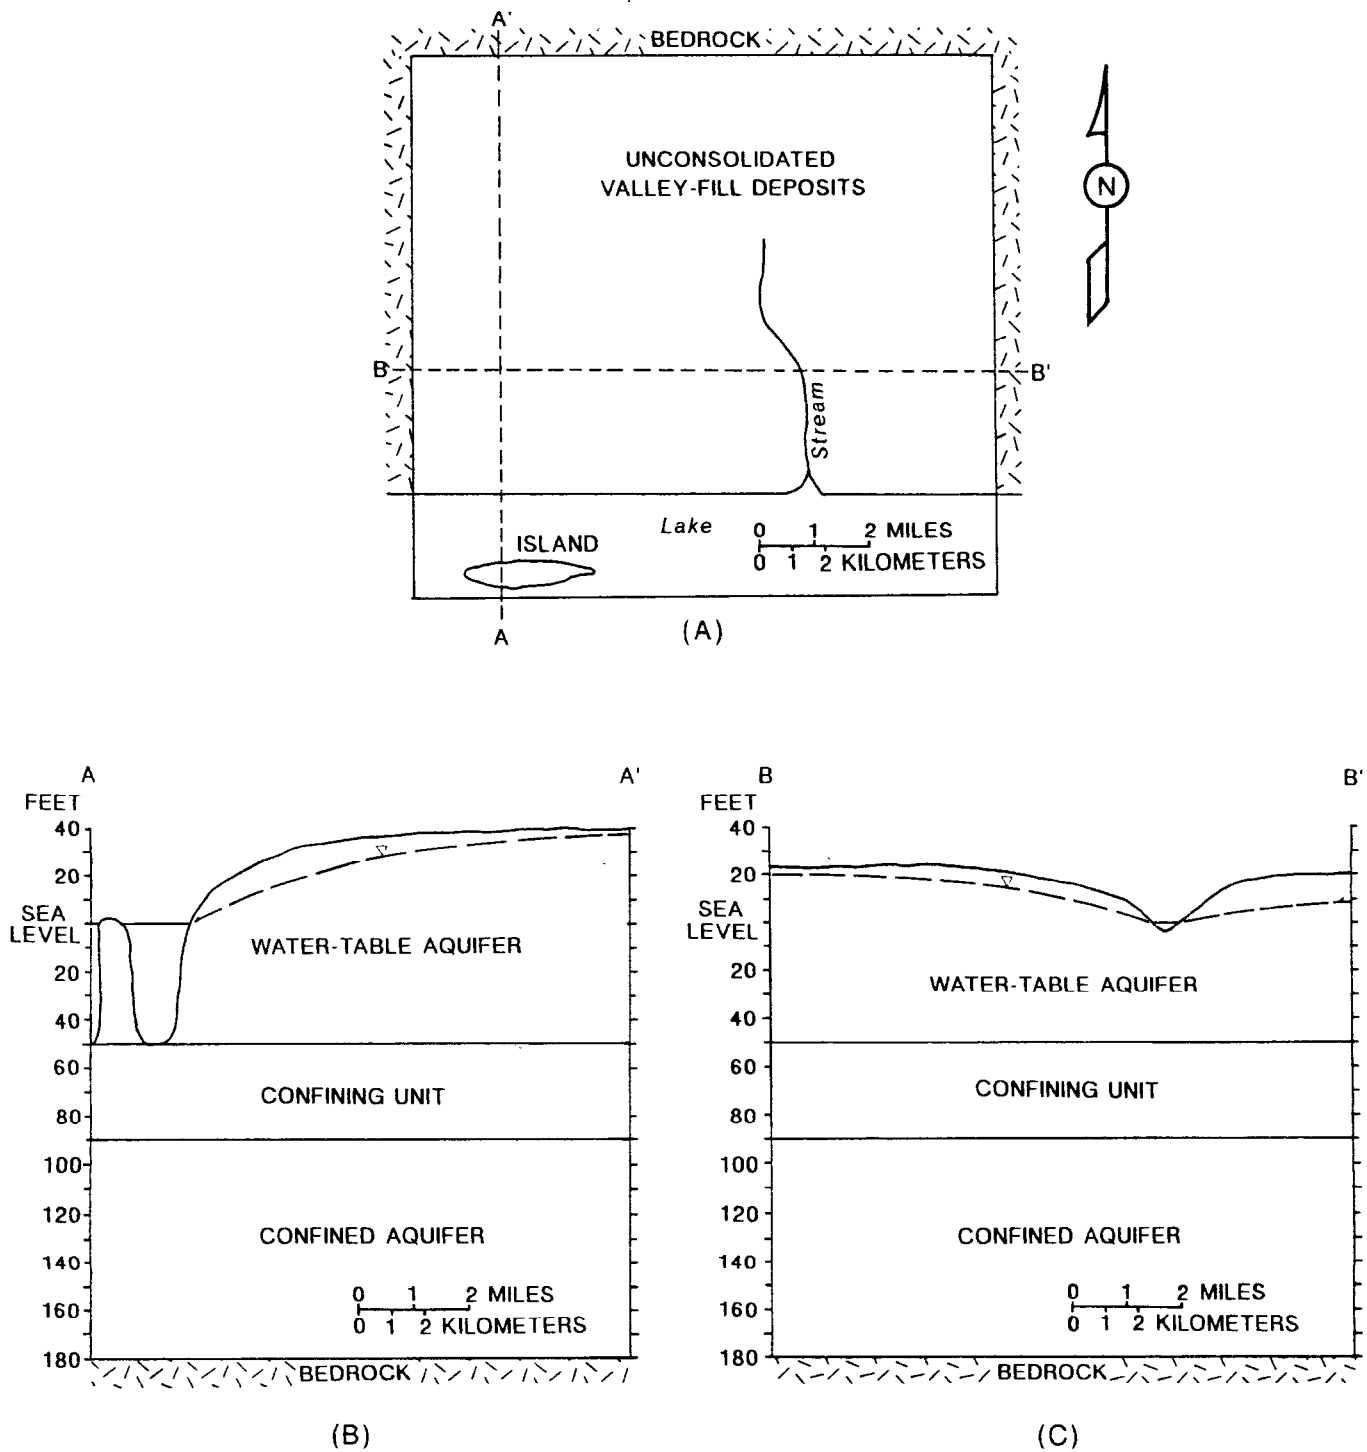 A'
BEDROCK
UNCONSOLIDATED
VALLEY-FILL DEPOSITS
N
B
B'
Stream
Lake
0 1 2 MILES
0 1 2 KILOMETERS
ISLAND
A
(A)
A
A'
FEET
40
20
SEA
LEVEL
20
40
60
80
100
120
140
160
180
WATER-TABLE AQUIFER
CONFINING UNIT
CONFINED AQUIFER
0 1 2 MILES
0 1 2 KILOMETERS
BEDROCK
(B)
B
B'
FEET
40
20
SEA
LEVEL
20
40
60
80
100
120
140
160
180
WATER-TABLE AQUIFER
CONFINING UNIT
CONFINED AQUIFER
0 1 2 MILES
0 1 2 KILOMETERS
BEDROCK
(C)